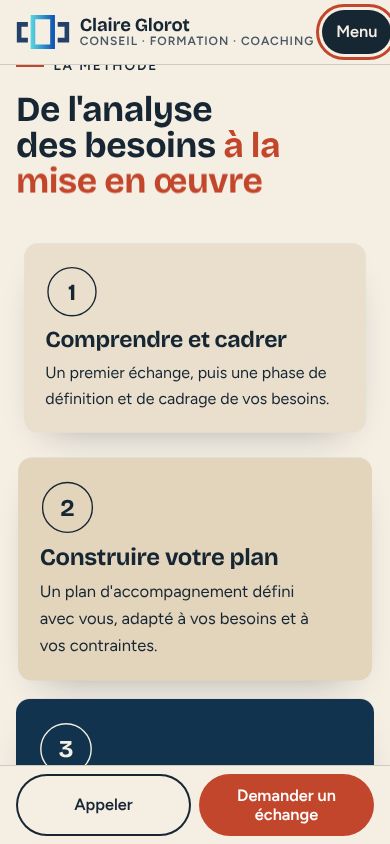 Claire Glorot
CONSEIL · FORMATION · COACHING
Menu
LA MÉTHODE
De l'analyse
des besoins à la
mise en œuvre
1
Comprendre et cadrer
Un premier échange, puis une phase de
définition et de cadrage de vos besoins.
2
Construire votre plan
Un plan d'accompagnement défini
avec vous, adapté à vos besoins et à
vos contraintes.
3
Appeler
Demander un
échange